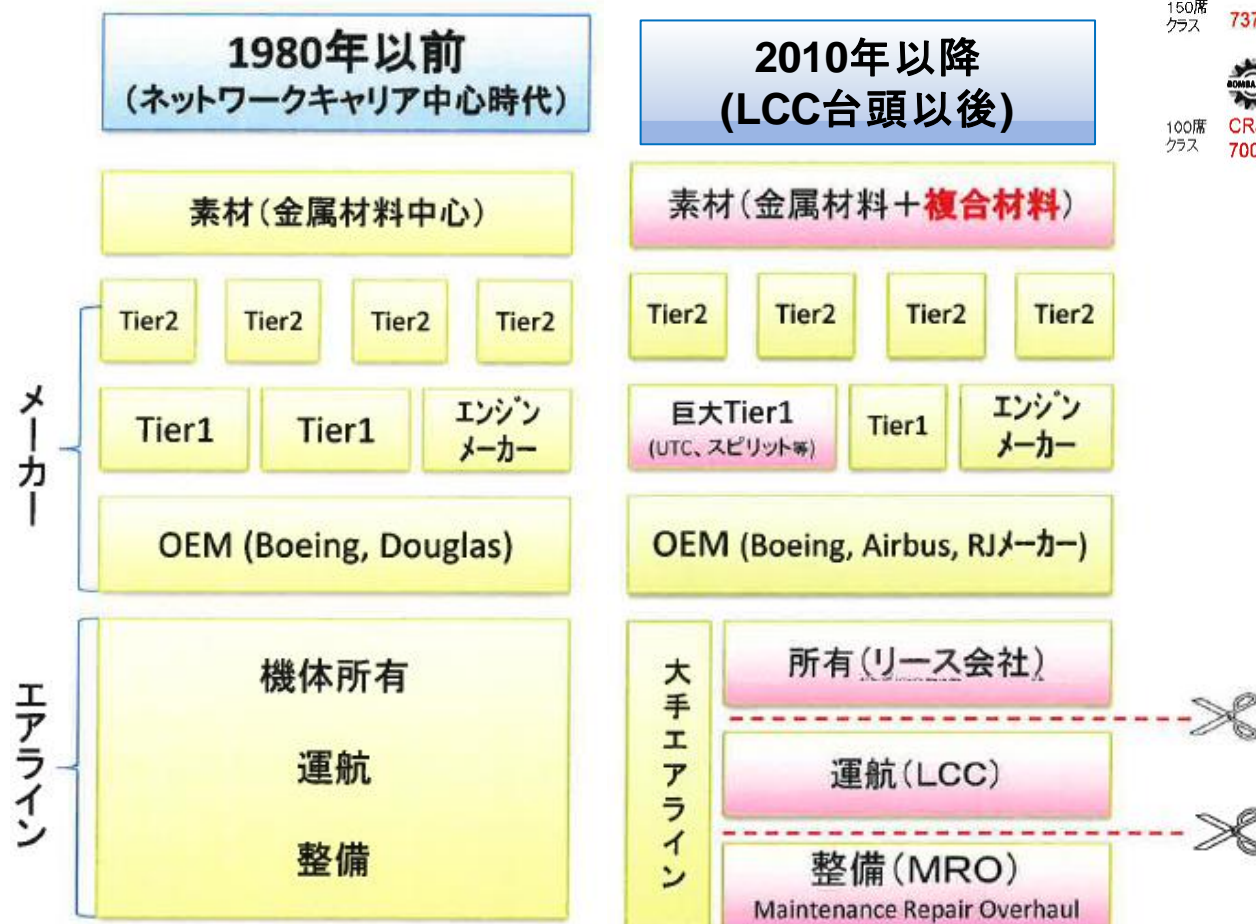 1980年以前
(ネットワークキャリア中心時代)
2010年以降
(LCC台頭以後)
150席
クラス
737
100席
クラス
CR
700
素材(金属材料中心)
素材(金属材料+複合材料)
メーカー
Tier2
Tier2
Tier2
Tier2
Tier2
Tier2
Tier2
Tier2
Tier1
Tier1
エンジン
メーカー
巨大Tier1
(UTC、スピリット等)
Tier1
エンジン
メーカー
OEM (Boeing, Douglas)
OEM (Boeing, Airbus, RJメーカー)
エアライン
機体所有
運航
整備
大手エアライン
所有(リース会社)
運航(LCC)
整備(MRO)
Maintenance Repair Overhaul